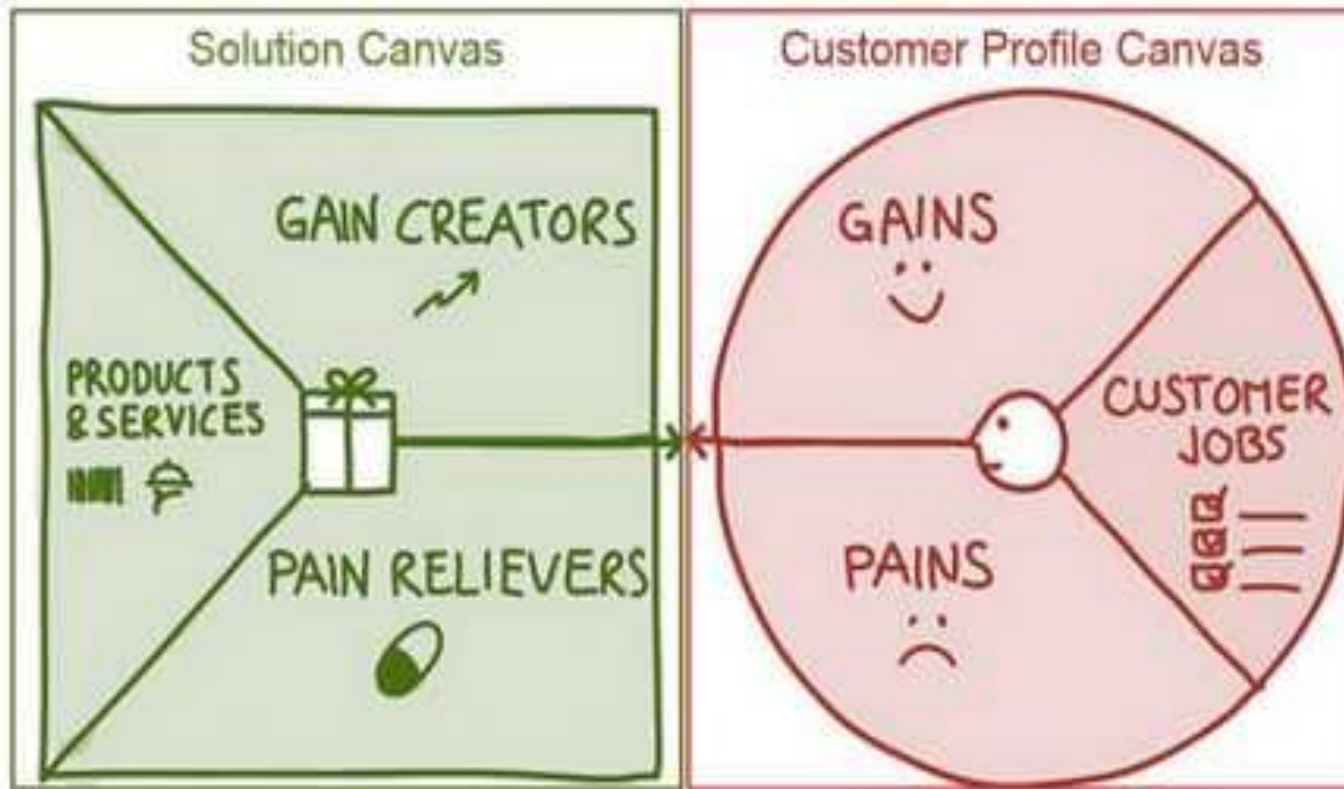 Solution Canvas
GAIN CREATORS
PRODUCTS
& SERVICES
PAIN RELIEVERS
Customer Profile Canvas
GAINS
CUSTOMER
JOBS
PAINS